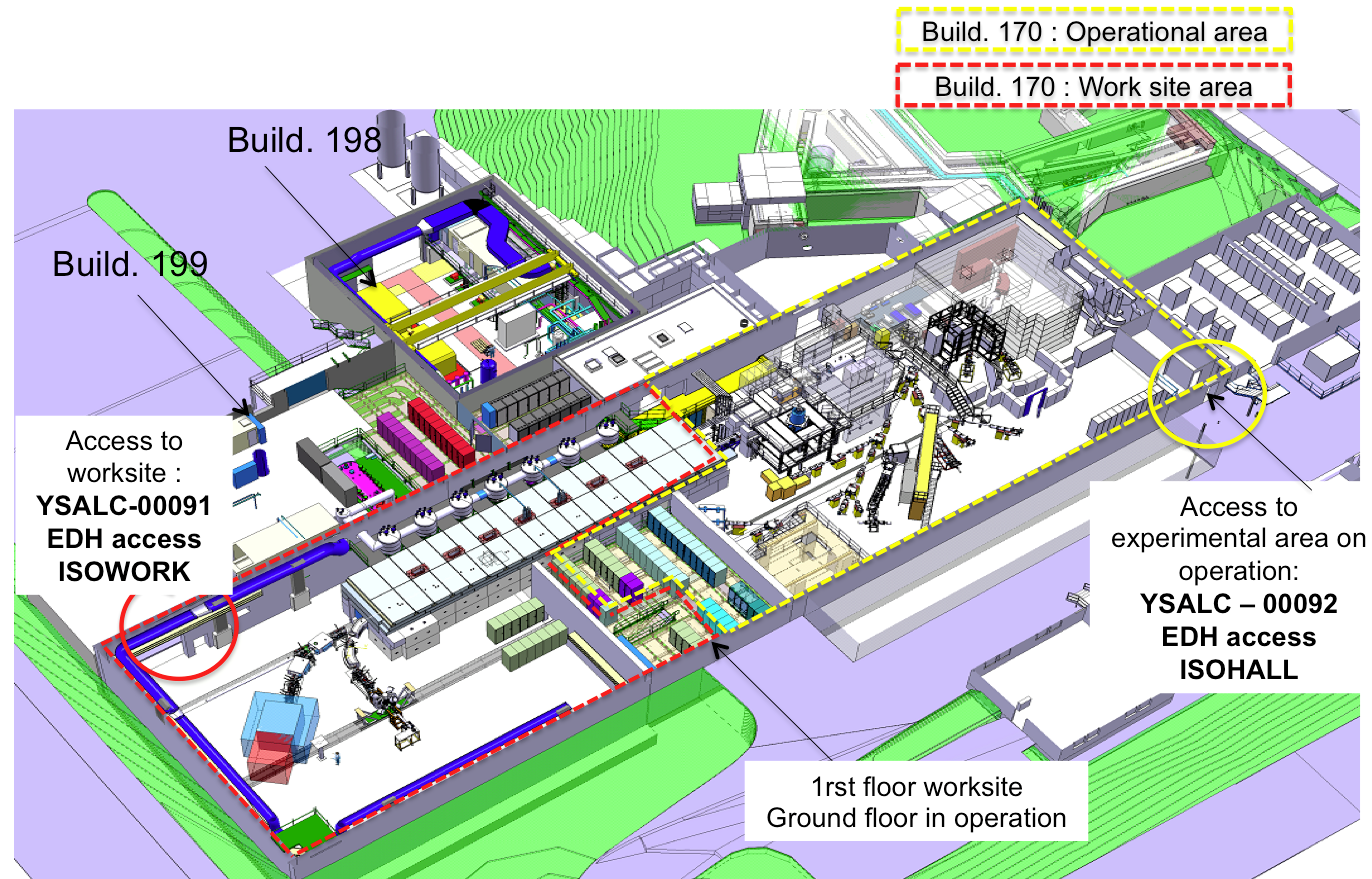 Build. 170 : Operational area
Build. 170 : Work site area
Build. 198
Build. 199
Access to
worksite :
YSALC-00091
EDH access
ISOWORK
Access to
experimental area on
operation:
YSALC – 00092
EDH access
ISOHALL
1rst floor worksite
Ground floor in operation